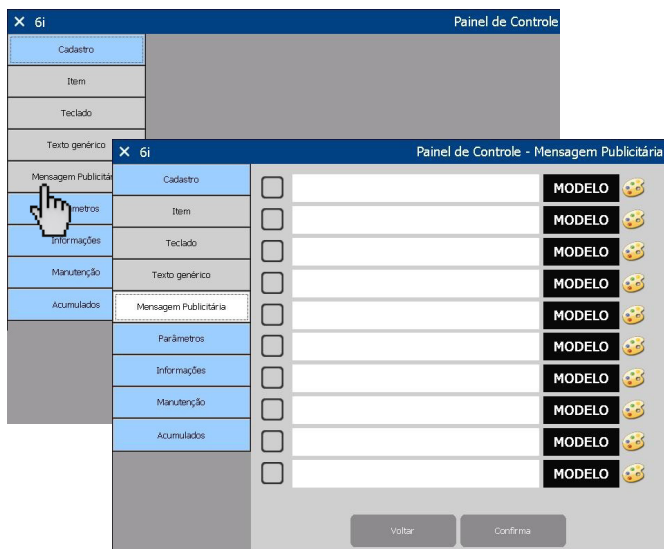 6i Painel de Controle
Cadastro
Item
Teclado
Texto genérico
Mensagem Publicitár
metros
Informações
Manutenção
Acumulados
6i Painel de Controle - Mensagem Publicitária
Cadastro
Item
Teclado
Texto genérico
Mensagem Publicitária
Parâmetros
Informações
Manutenção
Acumulados
MODELO
MODELO
MODELO
MODELO
MODELO
MODELO
MODELO
MODELO
MODELO
MODELO
Voltar Confirma